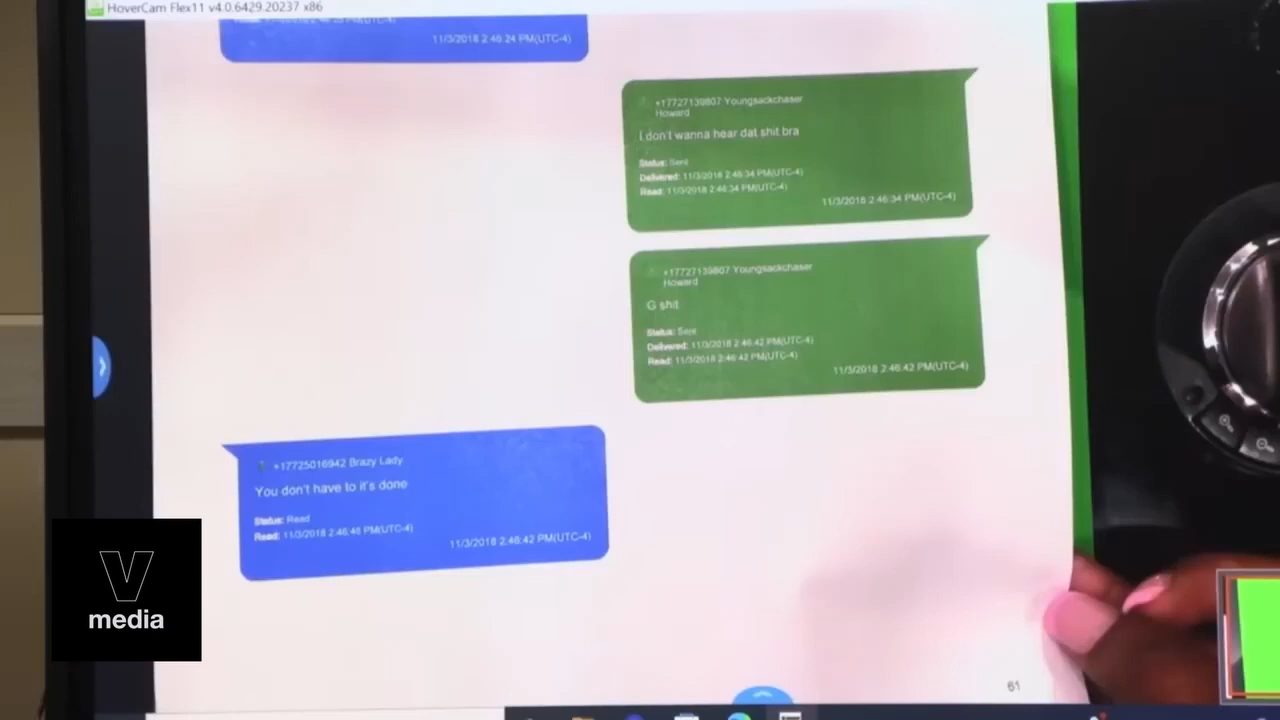 HoverCam Flex11 v4.0.6429.20237 x86
11/3/2018 2:46:24 PM(UTC-4)
+17727139807 Youngsackchaser
Howard
I don't wanna hear dat shit bra
Status: Sent
Delivered: 11/3/2018 2:46:34 PM(UTC-4)
Read: 11/3/2018 2:46:34 PM(UTC-4)
11/3/2018 2:46:34 PM(UTC-4)
+17727139807 Youngsackchaser
Howard
G shit
Status: Sent
Delivered: 11/3/2018 2:46:42 PM(UTC-4)
Read: 11/3/2018 2:46:42 PM(UTC-4)
11/3/2018 2:46:42 PM(UTC-4)
+17725016942 Brazy Lady
You don't have to it's done
Status: Read
Read: 11/3/2018 2:46:46 PM(UTC-4)
11/3/2018 2:46:42 PM(UTC-4)
V
media
61